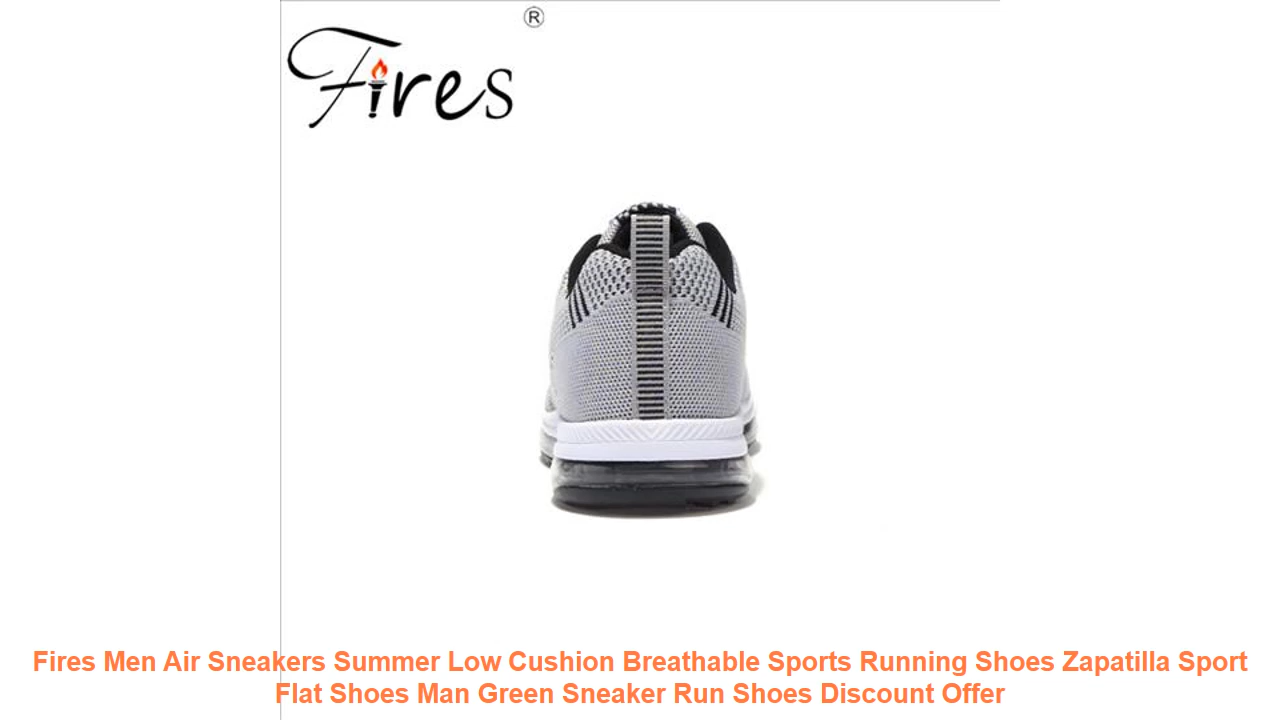 Fires ®
Fires Men Air Sneakers Summer Low Cushion Breathable Sports Running Shoes Zapatilla Sport
Flat Shoes Man Green Sneaker Run Shoes Discount Offer